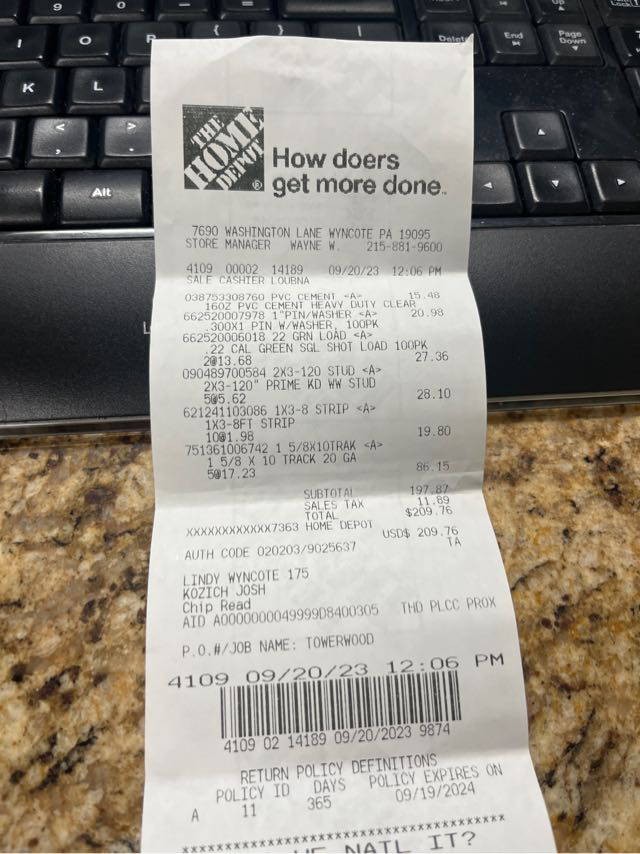 I
O
P
{
[
}
]
|
Delete
End
Page
Down
K
L
<
,
>
.
Alt
THE
HOME
DEPOT
®
How doers
get more done.
7690 WASHINGTON LANE WYNCOTE PA 19095
STORE MANAGER WAYNE W. 215-881-9600
4109 00002 14189 09/20/23 12:06 PM
SALE CASHIER LOUBNA
038753308760 PVC CEMENT <A> 15.48
16OZ PVC CEMENT HEAVY DUTY CLEAR
662520007978 1"PIN/WASHER <A> 20.98
.300X1 PIN W/WASHER, 100PK
662520006018 22 GRN LOAD <A>
.22 CAL GREEN SGL SHOT LOAD 100PK
2@13.68 27.36
090489700584 2X3-120 STUD <A>
2X3-120" PRIME KD WW STUD
5@5.62 28.10
621241103086 1X3-8 STRIP <A>
1X3-8FT STRIP
10@1.98 19.80
751361006742 1 5/8X10TRAK <A>
1 5/8 X 10 TRACK 20 GA
5@17.23 86.15
SUBTOTAL 197.87
SALES TAX 11.89
TOTAL $209.76
XXXXXXXXXXXX7363 HOME DEPOT
USD$ 209.76
AUTH CODE 020203/9025637 TA
LINDY WYNCOTE 175
KOZICH JOSH
Chip Read
AID A0000000049999D8400305 THD PLCC PROX
P.O.#/JOB NAME: TOWERWOOD
4109 09/20/23 12:06 PM
4109 02 14189 09/20/2023 9874
RETURN POLICY DEFINITIONS
POLICY ID DAYS POLICY EXPIRES ON
A 11 365 09/19/2024
NAIL IT?